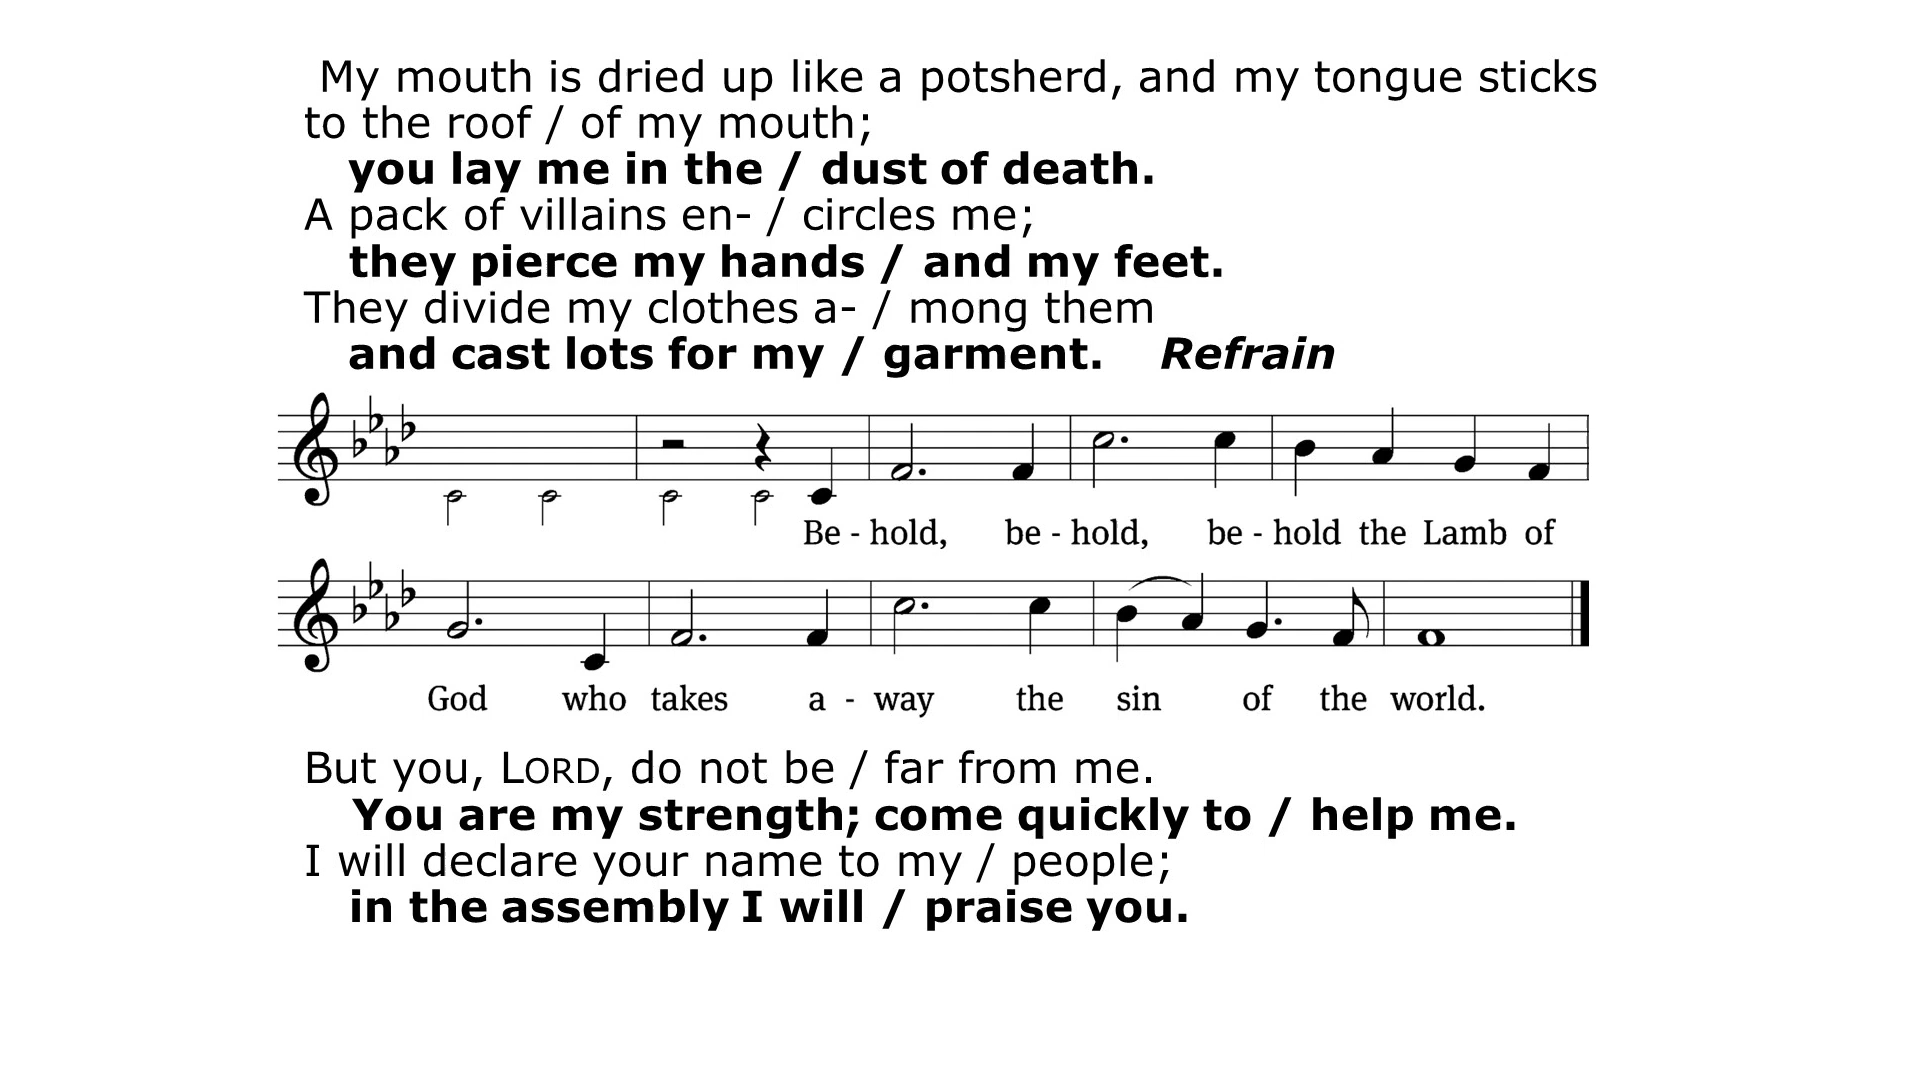 My mouth is dried up like a potsherd, and my tongue sticks
to the roof / of my mouth;
you lay me in the / dust of death.
A pack of villains en- / circles me;
they pierce my hands / and my feet.
They divide my clothes a- / mong them
and cast lots for my / garment. Refrain
Be - hold, be - hold, be - hold the Lamb of
God who takes a - way the sin of the world.
But you, LORD, do not be / far from me.
You are my strength; come quickly to / help me.
I will declare your name to my / people;
in the assembly I will / praise you.